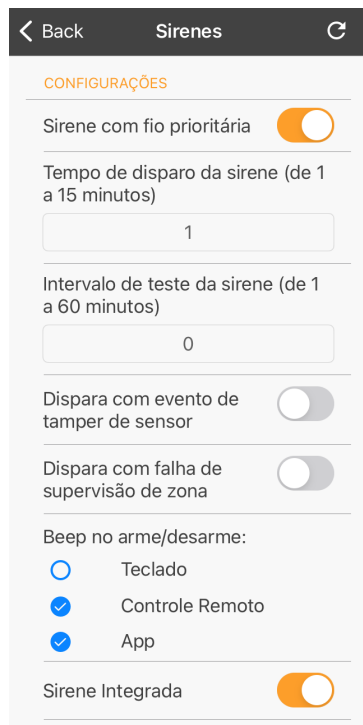 Back
Sirenes
CONFIGURAÇÕES
Sirene com fio prioritária
Tempo de disparo da sirene (de 1
a 15 minutos)
1
Intervalo de teste da sirene (de 1
a 60 minutos)
0
Dispara com evento de
tamper de sensor
Dispara com falha de
supervisão de zona
Beep no arme/desarme:
Teclado
Controle Remoto
App
Sirene Integrada